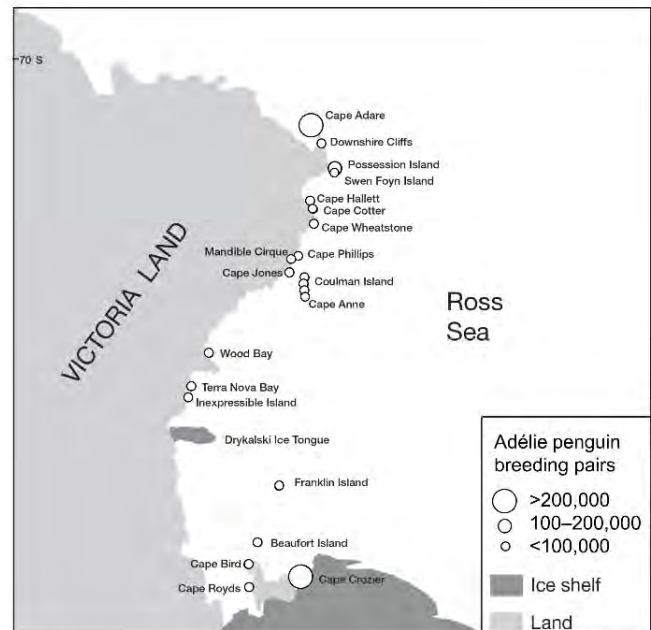 70 S
Cape Adare
Downshire Cliffs
Possession Island
Swen Foyn Island
Cape Hallett
Cape Cotter
Cape Wheatstone
Mandible Cirque
Cape Phillips
Cape Jones
Coulman Island
Cape Anne
VICTORIA LAND
Ross
Sea
Wood Bay
Terra Nova Bay
Inexpressible Island
Drykalski Ice Tongue
Franklin Island
Beaufort Island
Cape Bird
Cape Crozier
Cape Royds
Adélie penguin
breeding pairs
>200,000
100–200,000
<100,000
Ice shelf
Land